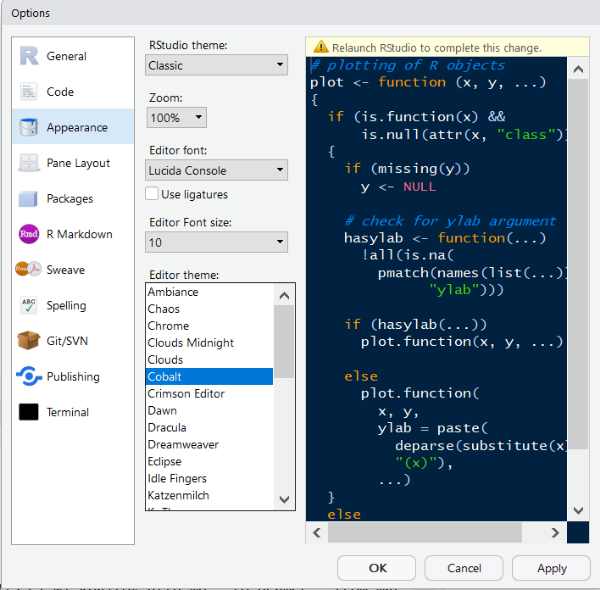 Options
General
Code
Appearance
Pane Layout
Packages
Rmd R Markdown
Sweave
ABC Spelling
Git/SVN
Publishing
Terminal
RStudio theme:
Classic
Zoom:
100%
Editor font:
Lucida Console
Use ligatures
Editor Font size:
10
Editor theme:
Ambiance
Chaos
Chrome
Clouds Midnight
Clouds
Cobalt
Crimson Editor
Dawn
Dracula
Dreamweaver
Eclipse
Idle Fingers
Katzenmilch
Relaunch RStudio to complete this change.
# plotting of R objects
plot <- function (x, y, ...)
{
  if (is.function(x) &&
      is.null(attr(x, "class"))
  {
    if (missing(y))
      y <- NULL
    # check for ylab argument
    hasylab <- function(...)
      !all(is.na(
        pmatch(names(list(...))
              "ylab")))
    if (hasylab(...))
      plot.function(x, y, ...)
    else
      plot.function(
        x, y,
        ylab = paste(
          deparse(substitute(x)
          "(x)"),
        ...)
  }
  else
OK
Cancel
Apply